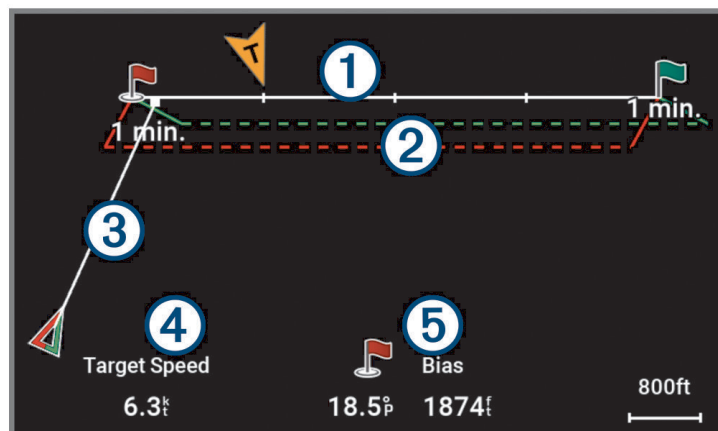 T
1
1 min.
1 min.
2
3
4
5
Target Speed
Bias
6.3kt
18.5°P
1874ft
800ft